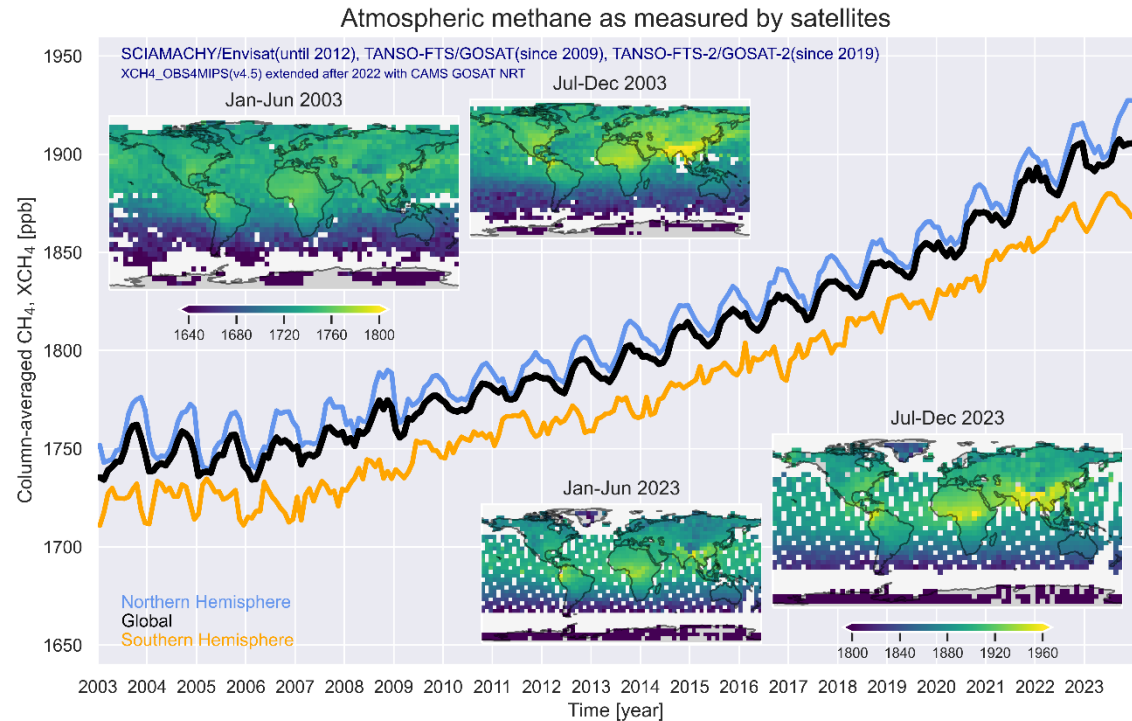 Atmospheric methane as measured by satellites
SCIAMACHY/Envisat(until 2012), TANSO-FTS/GOSAT(since 2009), TANSO-FTS-2/GOSAT-2(since 2019)
XCH4_OBS4MIPS(v4.5) extended after 2022 with CAMS GOSAT NRT
Jan-Jun 2003
Jul-Dec 2003
1640 1680 1720 1760 1800
Column-averaged CH₄, XCH₄ [ppb]
1950
1900
1850
1800
1750
1700
1650
Jul-Dec 2023
Jan-Jun 2023
1800 1840 1880 1920 1960
Northern Hemisphere
Global
Southern Hemisphere
2003 2004 2005 2006 2007 2008 2009 2010 2011 2012 2013 2014 2015 2016 2017 2018 2019 2020 2021 2022 2023
Time [year]